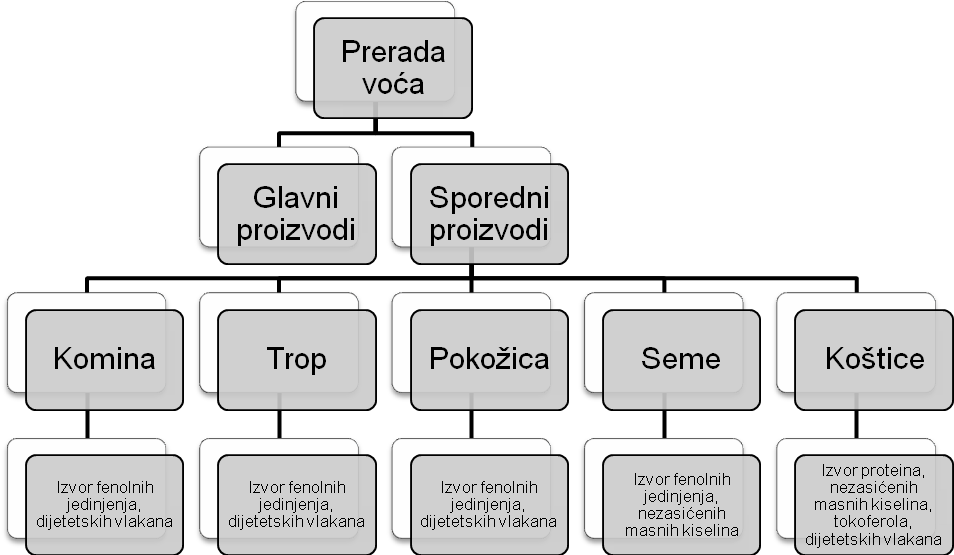 Prerada
voća
Glavni
proizvodi
Sporedni
proizvodi
Komina
Trop
Pokožica
Seme
Koštice
Izvor fenolnih
jedinjenja,
dijetetskih vlakana
Izvor fenolnih
jedinjenja,
dijetetskih vlakana
Izvor fenolnih
jedinjenja,
dijetetskih vlakana
Izvor fenolnih
jedinjenja,
nezasićenih
masnih kiselina
Izvor proteina,
nezasićenih
masnih kiselina,
tokoferola,
dijetetskih vlakana